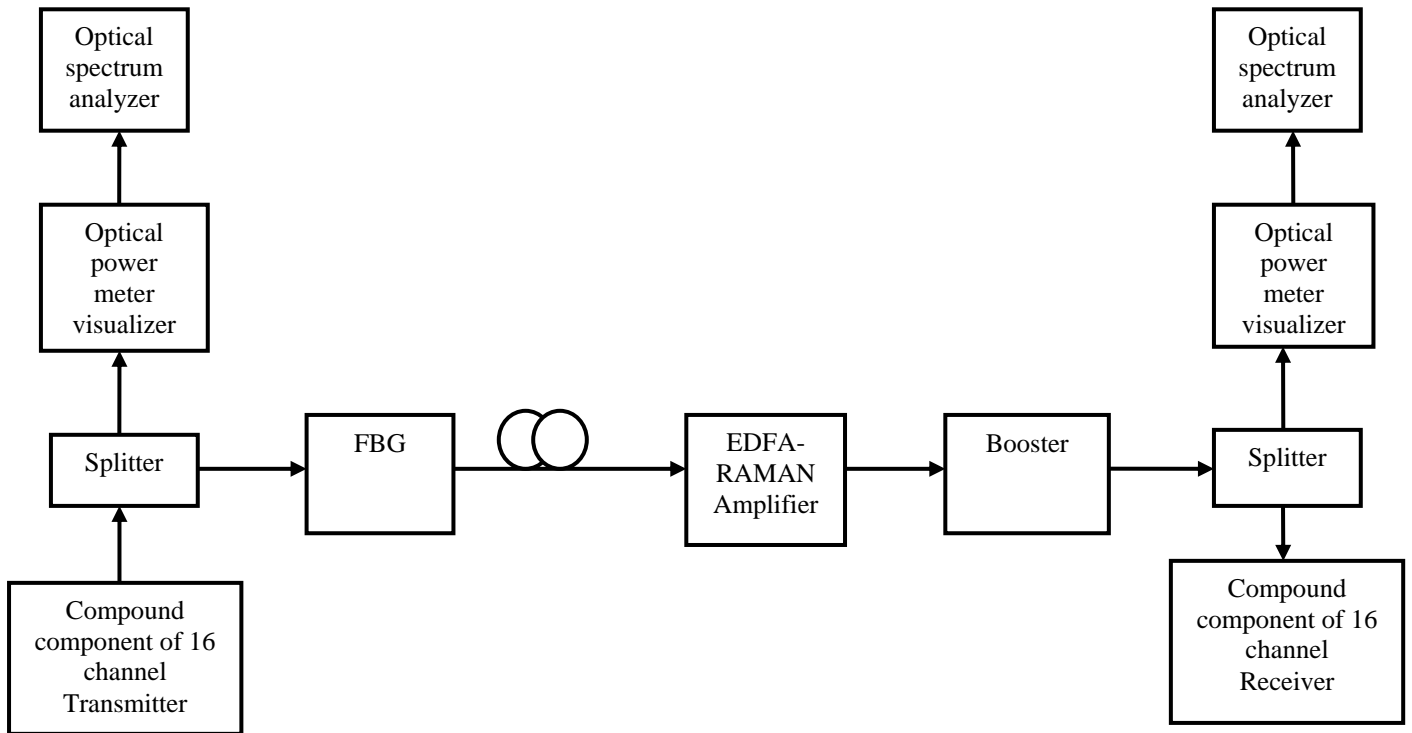 Optical
spectrum
analyzer
Optical
spectrum
analyzer
Optical
power
meter
visualizer
Optical
power
meter
visualizer
Splitter
FBG
EDFA-
RAMAN
Amplifier
Booster
Splitter
Compound
component of 16
channel
Transmitter
Compound
component of 16
channel
Receiver